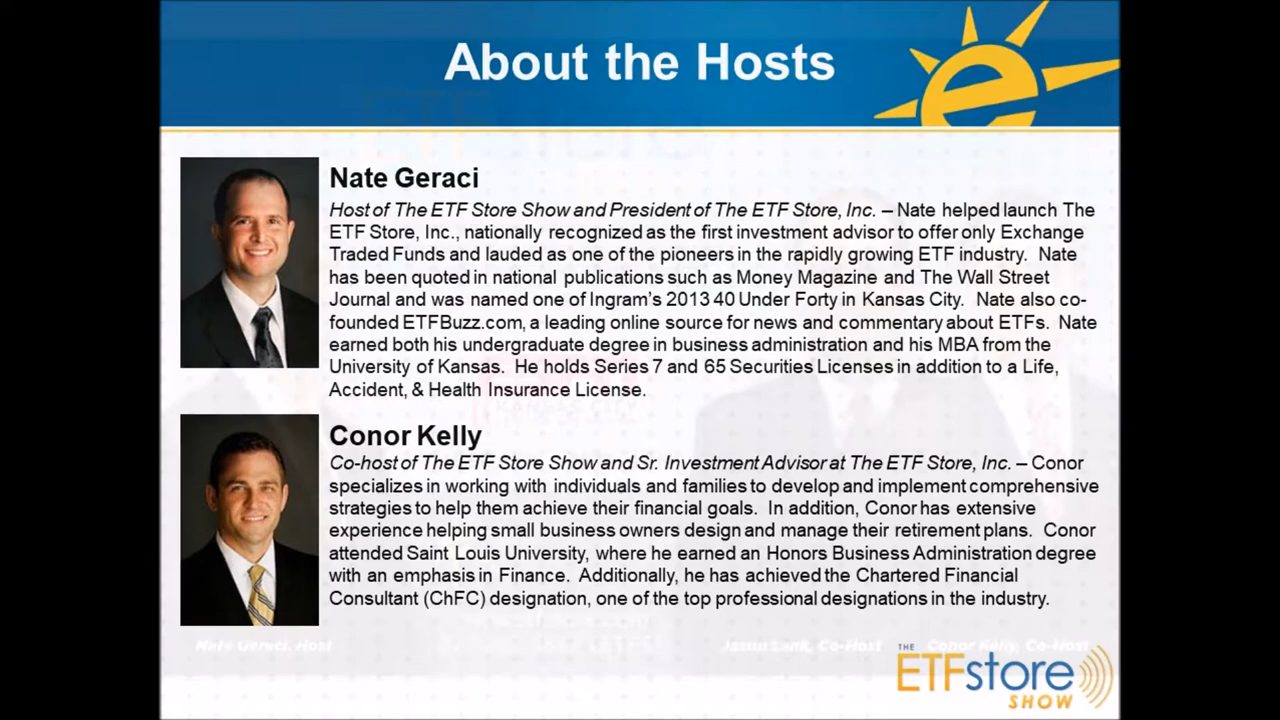 About the Hosts
Nate Geraci
Host of The ETF Store Show and President of The ETF Store, Inc. – Nate helped launch The
ETF Store, Inc., nationally recognized as the first investment advisor to offer only Exchange
Traded Funds and lauded as one of the pioneers in the rapidly growing ETF industry.  Nate
has been quoted in national publications such as Money Magazine and The Wall Street
Journal and was named one of Ingram's 2013 40 Under Forty in Kansas City.  Nate also co-
founded ETFBuzz.com, a leading online source for news and commentary about ETFs.  Nate
earned both his undergraduate degree in business administration and his MBA from the
University of Kansas.  He holds Series 7 and 65 Securities Licenses in addition to a Life,
Accident, & Health Insurance License.
Conor Kelly
Co-host of The ETF Store Show and Sr. Investment Advisor at The ETF Store, Inc. – Conor
specializes in working with individuals and families to develop and implement comprehensive
strategies to help them achieve their financial goals.  In addition, Conor has extensive
experience helping small business owners design and manage their retirement plans.  Conor
attended Saint Louis University, where he earned an Honors Business Administration degree
with an emphasis in Finance.  Additionally, he has achieved the Chartered Financial
Consultant (ChFC) designation, one of the top professional designations in the industry.
Nate Geraci, Host
Co-Host
Conor Kelly, Co-Host
THE
ETFstore
SHOW